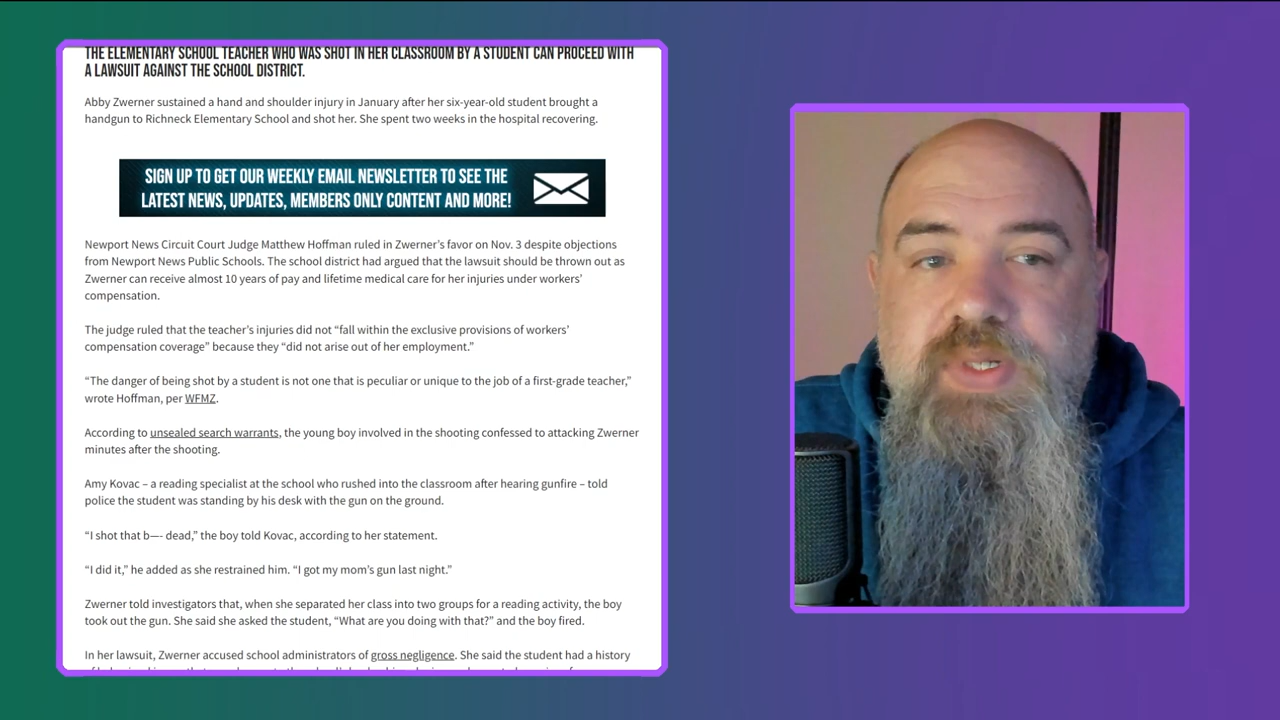 THE ELEMENTARY SCHOOL TEACHER WHO WAS SHOT IN HER CLASSROOM BY A STUDENT CAN PROCEED WITH
A LAWSUIT AGAINST THE SCHOOL DISTRICT.
Abby Zwerner sustained a hand and shoulder injury in January after her six-year-old student brought a
handgun to Richneck Elementary School and shot her. She spent two weeks in the hospital recovering.
SIGN UP TO GET OUR WEEKLY EMAIL NEWSLETTER TO SEE THE
LATEST NEWS, UPDATES, MEMBERS ONLY CONTENT AND MORE!
Newport News Circuit Court Judge Matthew Hoffman ruled in Zwerner’s favor on Nov. 3 despite objections
from Newport News Public Schools. The school district had argued that the lawsuit should be thrown out as
Zwerner can receive almost 10 years of pay and lifetime medical care for her injuries under workers’
compensation.
The judge ruled that the teacher’s injuries did not “fall within the exclusive provisions of workers’
compensation coverage” because they “did not arise out of her employment.”
“The danger of being shot by a student is not one that is peculiar or unique to the job of a first-grade teacher,”
wrote Hoffman, per WFMZ.
According to unsealed search warrants, the young boy involved in the shooting confessed to attacking Zwerner
minutes after the shooting.
Amy Kovac – a reading specialist at the school who rushed into the classroom after hearing gunfire – told
police the student was standing by his desk with the gun on the ground.
“I shot that b—- dead,” the boy told Kovac, according to her statement.
“I did it,” he added as she restrained him. “I got my mom’s gun last night.”
Zwerner told investigators that, when she separated her class into two groups for a reading activity, the boy
took out the gun. She said she asked the student, “What are you doing with that?” and the boy fired.
In her lawsuit, Zwerner accused school administrators of gross negligence. She said the student had a history